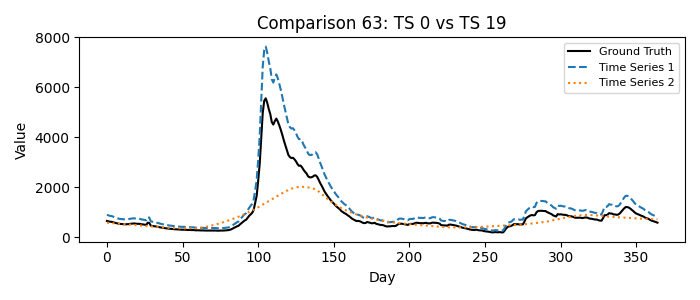 Comparison 63: TS 0 vs TS 19
8000
6000
4000
2000
0
Value
Ground Truth
Time Series 1
Time Series 2
0 50 100 150 200 250 300 350
Day